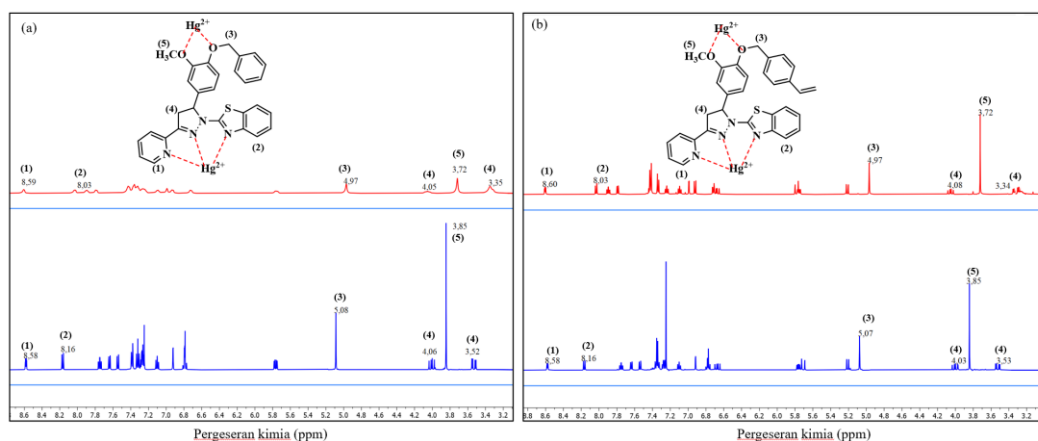 (a)
Hg2+
(5)
(3)
H3C O
O
(4)
S
N
N
N
(2)
N
(1)
Hg2+
(5)
3,72
(1)
8,59
(2)
8,03
(3)
4,97
(4)
4,05
(4)
3,35
3,85
(5)
(3)
5,08
(1)
8,58
(2)
8,16
(4)
4,06
(4)
3,52
8.6 8.4 8.2 8.0 7.8 7.6 7.4 7.2 7.0 6.8 6.6 6.4 6.2 6.0 5.8 5.6 5.4 5.2 5.0 4.8 4.6 4.4 4.2 4.0 3.8 3.6 3.4 3.2
Pergeseran kimia (ppm)
(b)
Hg2+
(5)
(3)
H3C O
O
(4)
S
N
N
N
(2)
N
(1)
Hg2+
(5)
3,72
(1)
8,60
(2)
8,03
(3)
4,97
(4)
4,08
(4)
3,34
(5)
3,85
(3)
5,07
(1)
8,58
(2)
8,16
(4)
4,03
(4)
3,53
8.8 8.6 8.4 8.2 8.0 7.8 7.6 7.4 7.2 7.0 6.8 6.6 6.4 6.2 6.0 5.8 5.6 5.4 5.2 5.0 4.8 4.6 4.4 4.2 4.0 3.8 3.6 3.4 3.2
Pergeseran kimia (ppm)